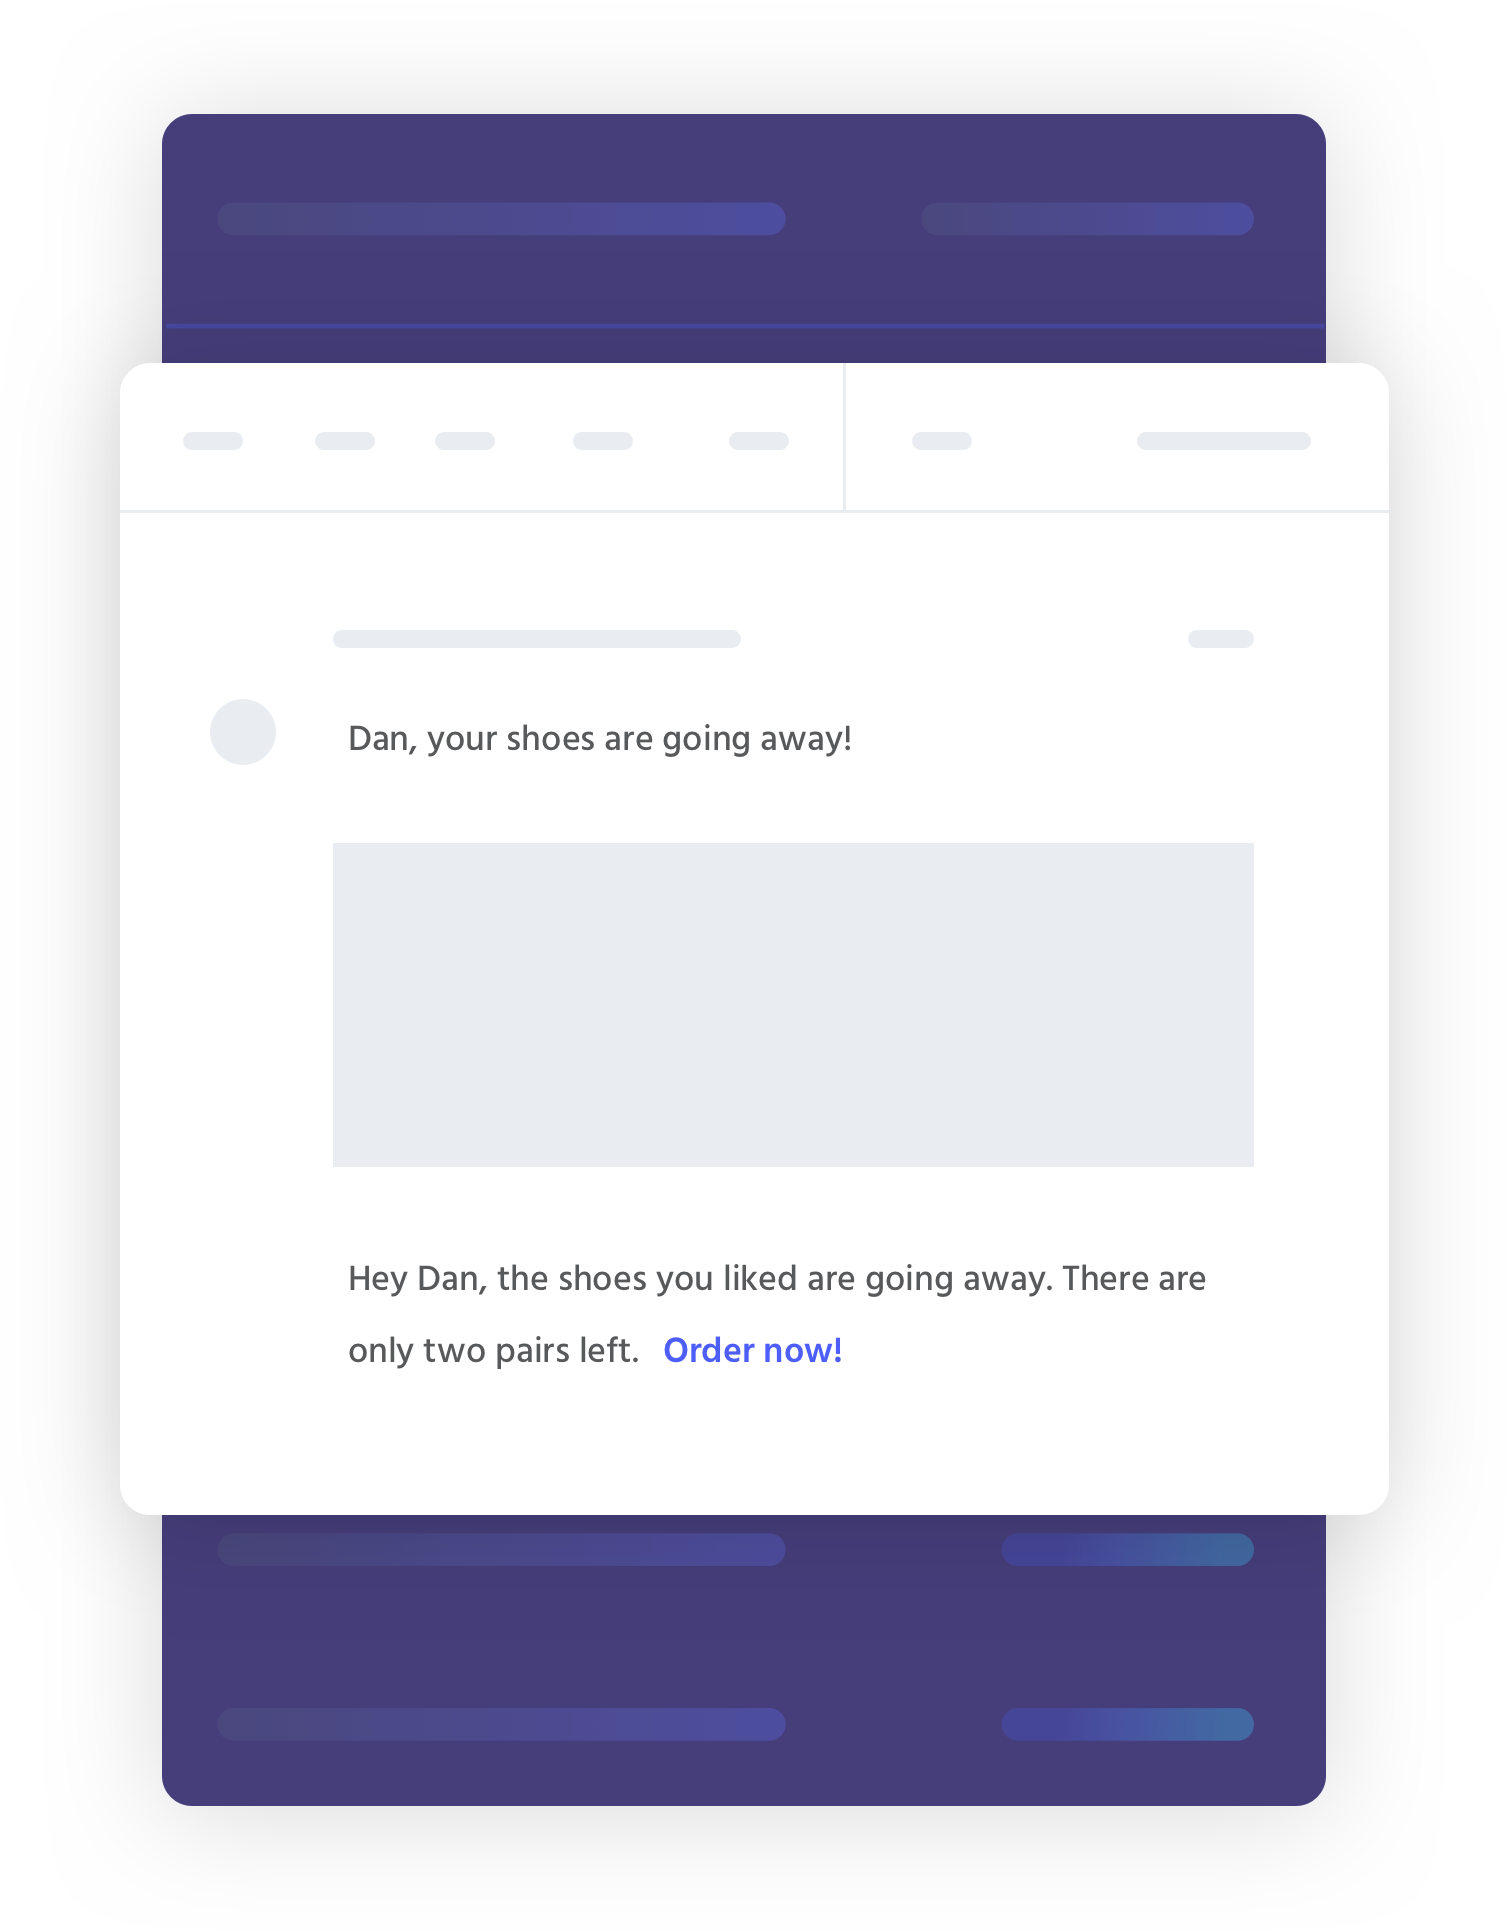 Dan, your shoes are going away!
Hey Dan, the shoes you liked are going away. There are
only two pairs left. Order now!